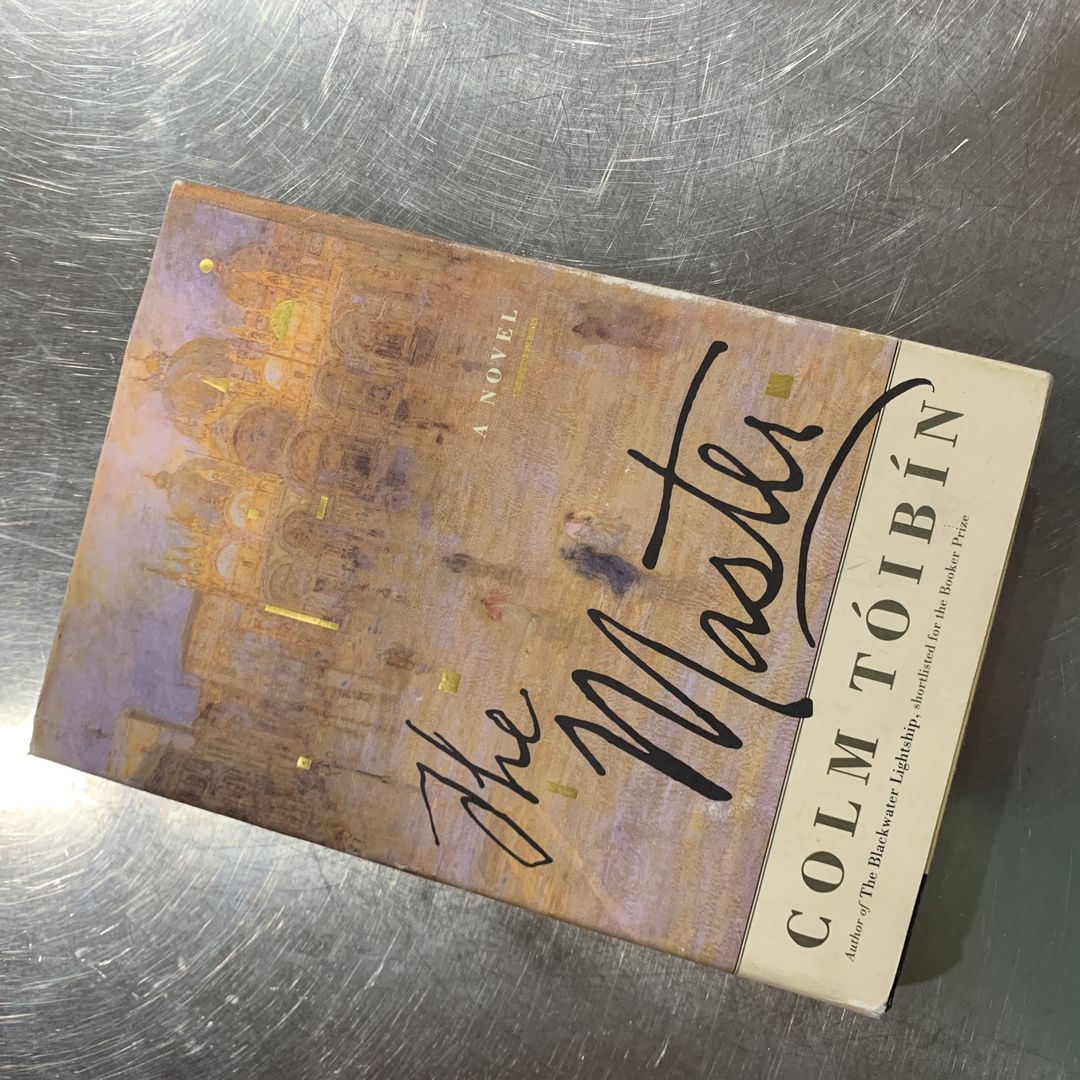 A NOVEL
The
Master
COLM TÓIBÍN
Author of The Blackwater Lightship, shortlisted for the Booker Prize